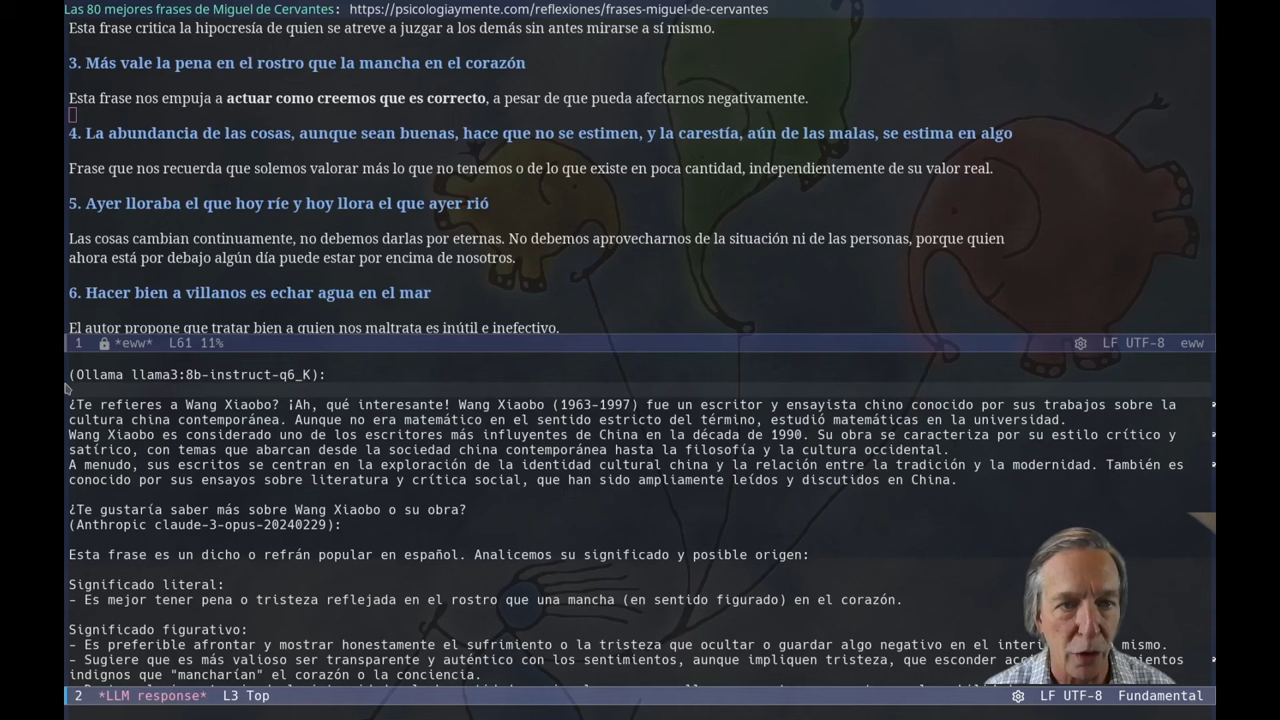 Las 80 mejores frases de Miguel de Cervantes: https://psicologiaymente.com/reflexiones/frases-miguel-de-cervantes
Esta frase critica la hipocresía de quien se atreve a juzgar a los demás sin antes mirarse a sí mismo.
3. Más vale la pena en el rostro que la mancha en el corazón
Esta frase nos empuja a actuar como creemos que es correcto, a pesar de que pueda afectarnos negativamente.
4. La abundancia de las cosas, aunque sean buenas, hace que no se estimen, y la carestía, aún de las malas, se estima en algo
Frase que nos recuerda que solemos valorar más lo que no tenemos o de lo que existe en poca cantidad, independientemente de su valor real.
5. Ayer lloraba el que hoy ríe y hoy llora el que ayer rió
Las cosas cambian continuamente, no debemos darlas por eternas. No debemos aprovecharnos de la situación ni de las personas, porque quien
ahora está por debajo algún día puede estar por encima de nosotros.
6. Hacer bien a villanos es echar agua en el mar
El autor propone que tratar bien a quien nos maltrata es inútil e inefectivo.
1 *eww* L61 11% LF UTF-8 eww
(Ollama llama3:8b-instruct-q6_K):
¿Te refieres a Wang Xiaobo? ¡Ah, qué interesante! Wang Xiaobo (1963-1997) fue un escritor y ensayista chino conocido por sus trabajos sobre la
cultura china contemporánea. Aunque no era matemático en el sentido estricto del término, estudió matemáticas en la universidad.
Wang Xiaobo es considerado uno de los escritores más influyentes de China en la década de 1990. Su obra se caracteriza por su estilo crítico y
satírico, con temas que abarcan desde la sociedad china contemporánea hasta la filosofía y la cultura occidental.
A menudo, sus escritos se centran en la exploración de la identidad cultural china y la relación entre la tradición y la modernidad. También es
conocido por sus ensayos sobre literatura y crítica social, que han sido ampliamente leídos y discutidos en China.
¿Te gustaría saber más sobre Wang Xiaobo o su obra?
(Anthropic claude-3-opus-20240229):
Esta frase es un dicho o refrán popular en español. Analicemos su significado y posible origen:
Significado literal:
- Es mejor tener pena o tristeza reflejada en el rostro que una mancha (en sentido figurado) en el corazón.
Significado figurativo:
- Es preferible afrontar y mostrar honestamente el sufrimiento o la tristeza que ocultar o guardar algo negativo en el mismo.
- Sugiere que es más valioso ser transparente y auténtico con los sentimientos, aunque impliquen tristeza, que esconder
indignos que "mancharían" el corazón o la conciencia.
2 *LLM response* L3 Top LF UTF-8 Fundamental